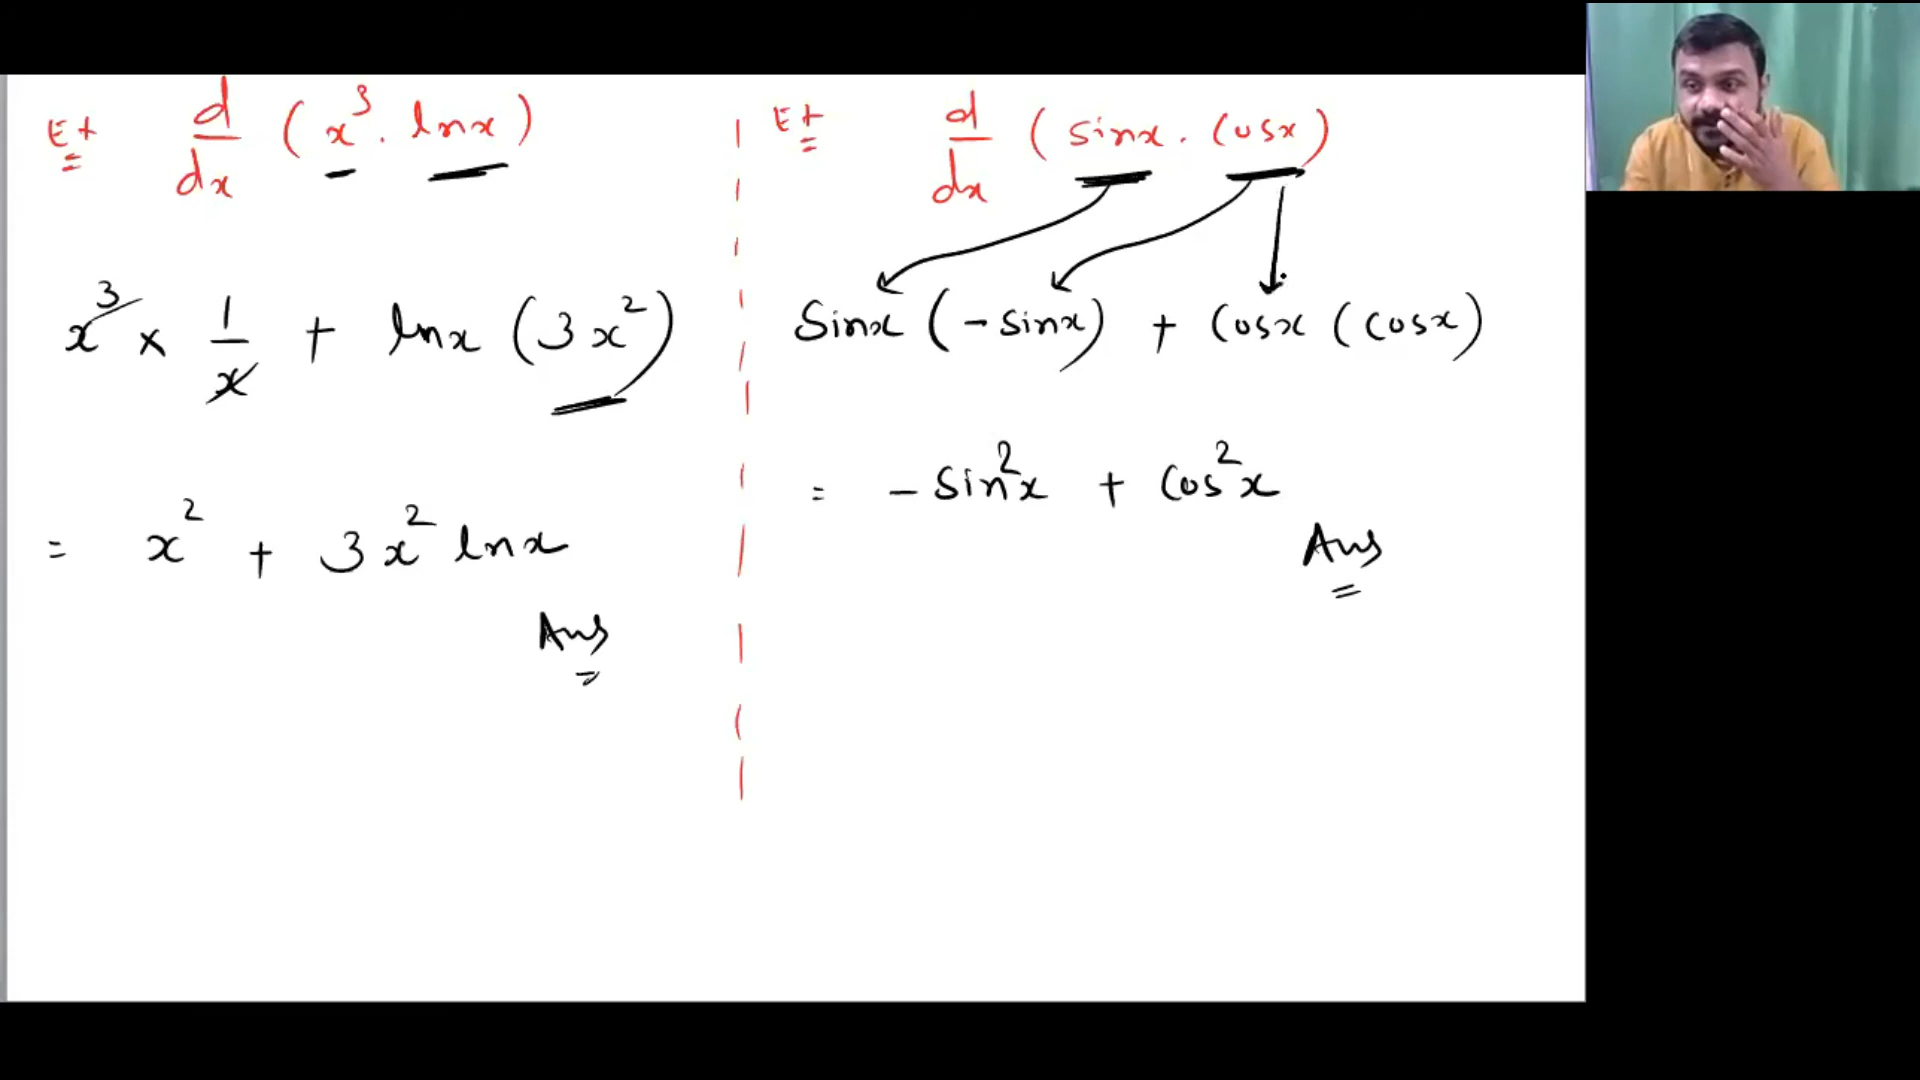 Ex d/dx (x³ . lnx)
x³ × 1/x + lnx (3x²)
= x² + 3x² lnx
Ans
Ex d/dx (sinx . cosx)
Sinx (-sinx) + Cosx (cosx)
= - Sin²x + Cos²x
Ans